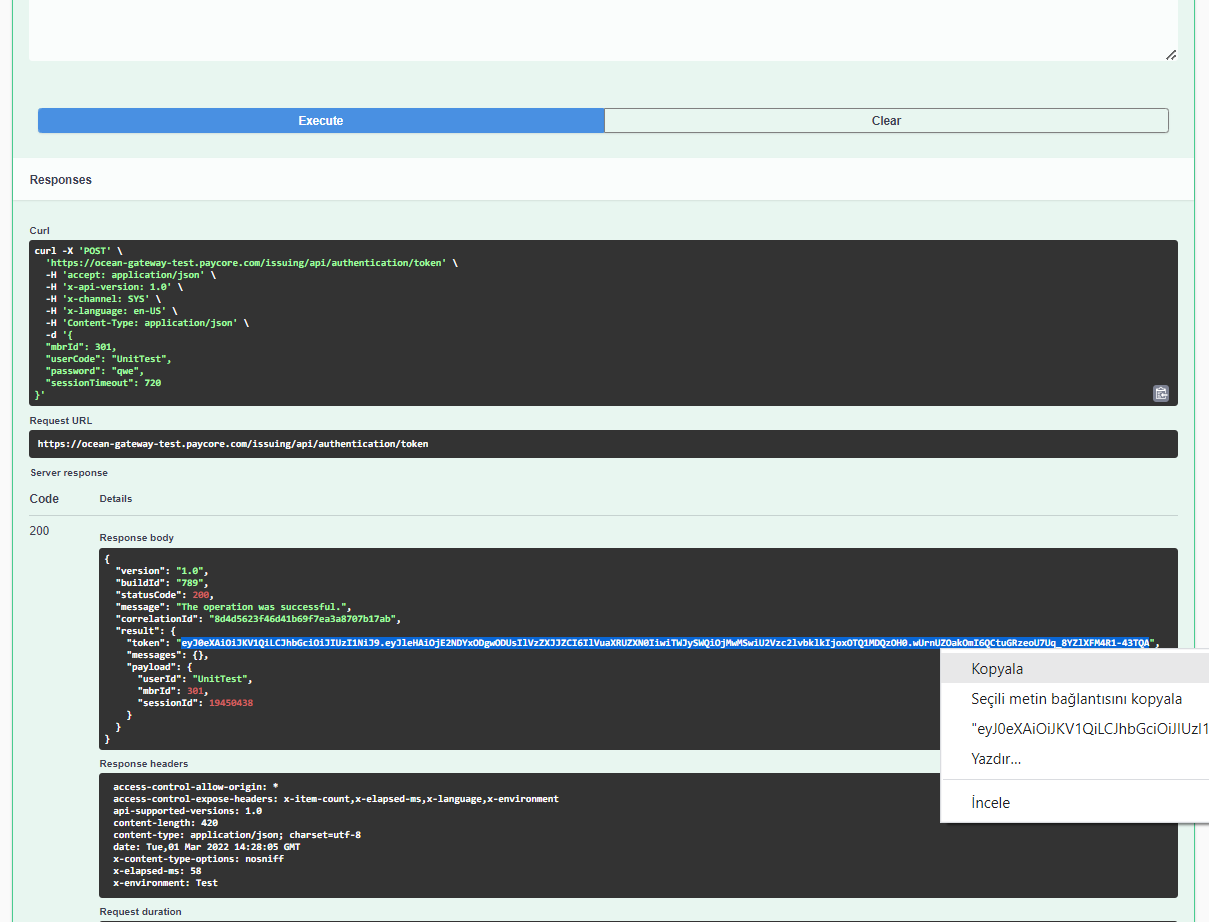 Execute
Clear
Responses
Curl
curl -X 'POST' \
'https://ocean-gateway-test.paycore.com/issuing/api/authentication/token' \
-H 'accept: application/json' \
-H 'x-api-version: 1.0' \
-H 'x-channel: SYS' \
-H 'x-language: en-US' \
-H 'Content-Type: application/json' \
-d '{
"mbrId": 301,
"userCode": "UnitTest",
"password": "qwe",
"sessionTimeout": 720
}'
Request URL
https://ocean-gateway-test.paycore.com/issuing/api/authentication/token
Server response
Code
Details
200
Response body
{
"version": "1.0",
"buildId": "789",
"statusCode": 200,
"message": "The operation was successful.",
"correlationId": "8d4d5623f46d41b69f7ea3a8707b17ab",
"result": {
"token":
"messages": {},
"payload": {
"userId": "UnitTest",
"mbrId": 301,
"sessionId": 19450438
}
}
}
Kopyala
Seçili metin bağlantısını kopyala
"eyJ0eXAiOiJKV1QiLCJhbGciOiJIUzI1
Yazdır...
İncele
Response headers
access-control-allow-origin: *
access-control-expose-headers: x-item-count,x-elapsed-ms,x-language,x-environment
api-supported-versions: 1.0
content-length: 420
content-type: application/json; charset=utf-8
date: Tue,01 Mar 2022 14:28:05 GMT
x-content-type-options: nosniff
x-elapsed-ms: 58
x-environment: Test
Request duration